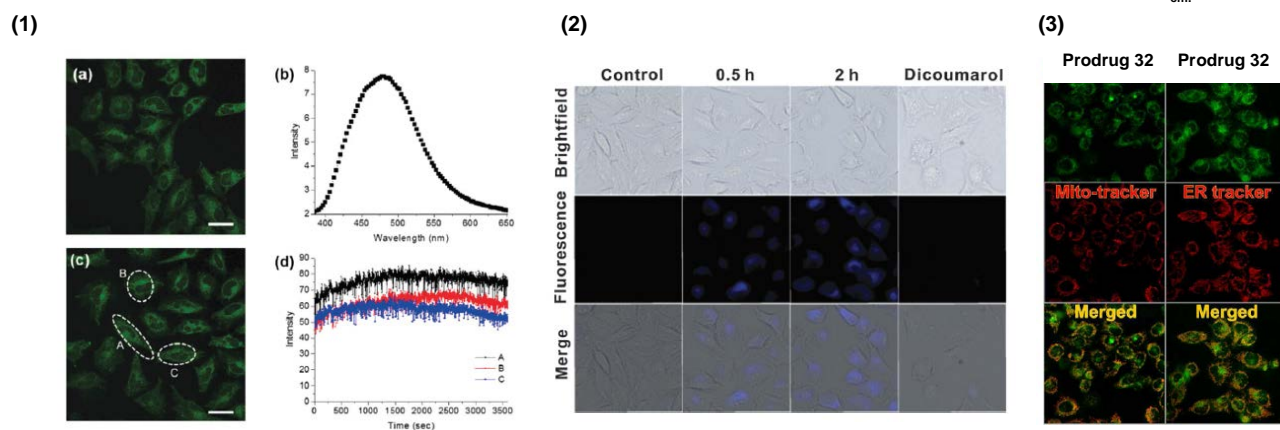 (1)
(2)
(3)
(a)
(b)
8
7
6
5
4
3
2
Intensity
400
450
500
550
600
650
Wavelength (nm)
(c)
B
A
C
(d)
90
80
70
60
50
40
30
20
10
0
Intensity
A
B
C
0
500
1000
1500
2000
2500
3000
3500
Time (sec)
Control
0.5 h
2 h
Dicoumarol
Brightfield
Fluorescence
Merge
Prodrug 32
Prodrug 32
Mito-tracker
ER tracker
Merged
Merged